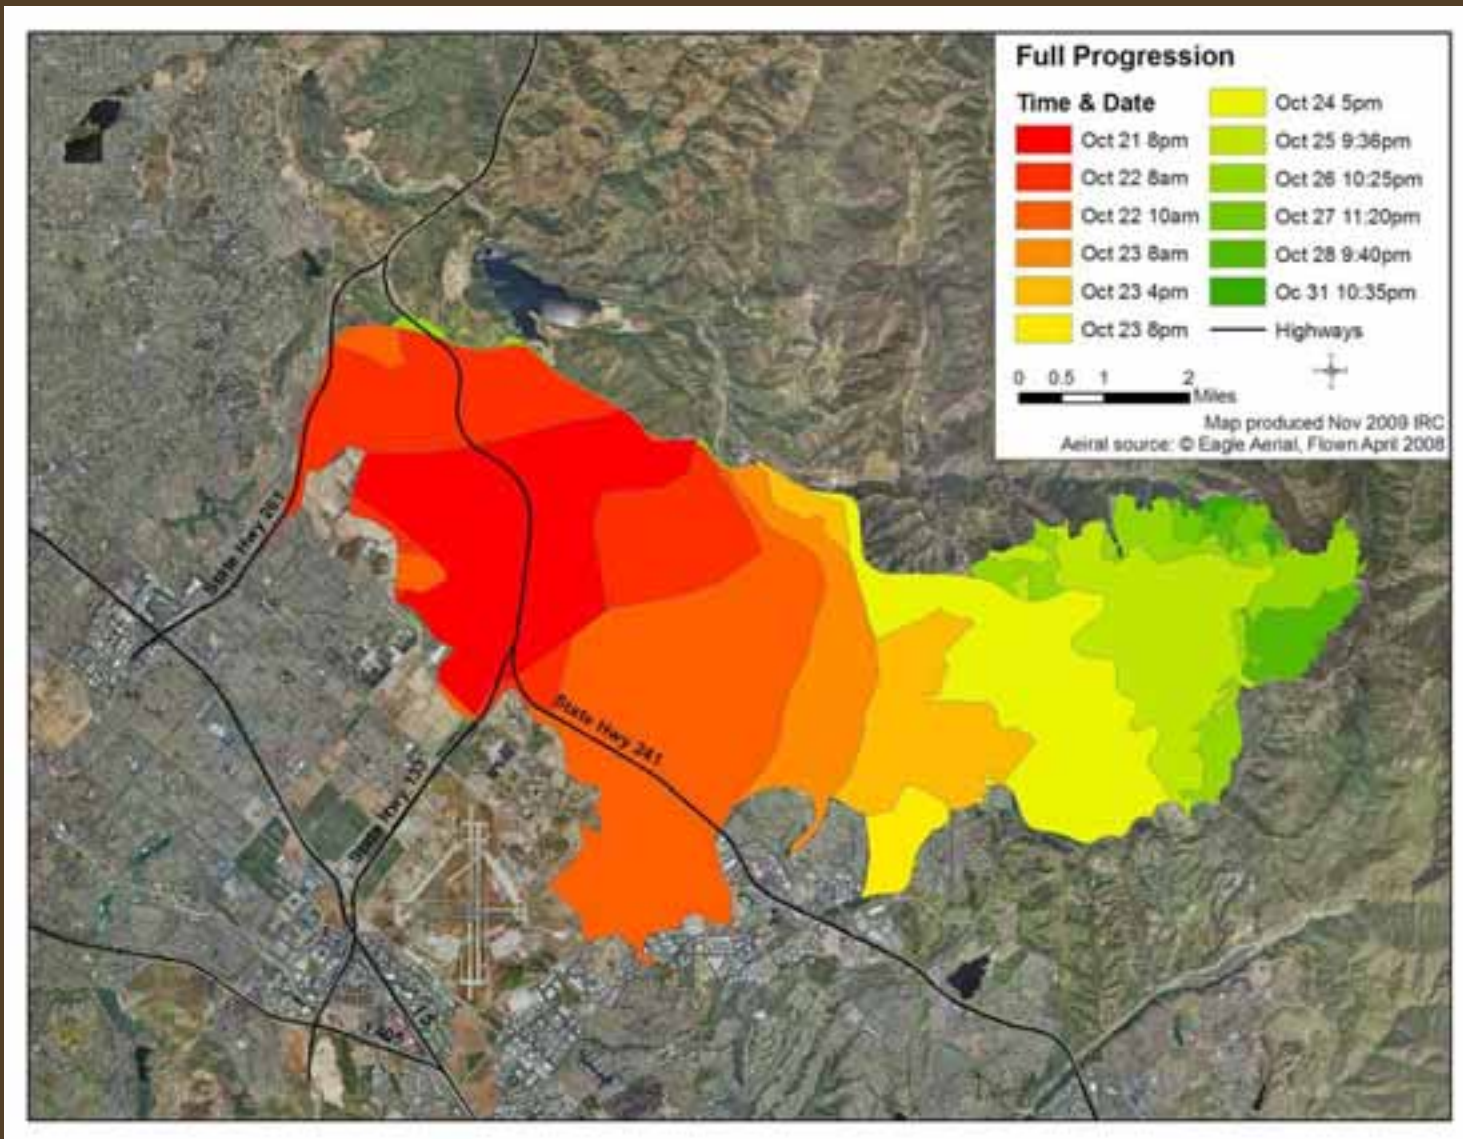 Full Progression
Time & Date
Oct 21 8pm
Oct 22 8am
Oct 22 10am
Oct 23 8am
Oct 23 4pm
Oct 23 8pm
Oct 24 5pm
Oct 25 9:36pm
Oct 26 10:25pm
Oct 27 11:20pm
Oct 28 9:40pm
Oc 31 10:35pm
Highways
0 0.5 1 2
Miles
Map produced Nov 2009 IRC
Aeiral source: © Eagle Aerial, Flown April 2008
State Hwy 261
State Hwy 241
Hwy 133
I 5
I 405